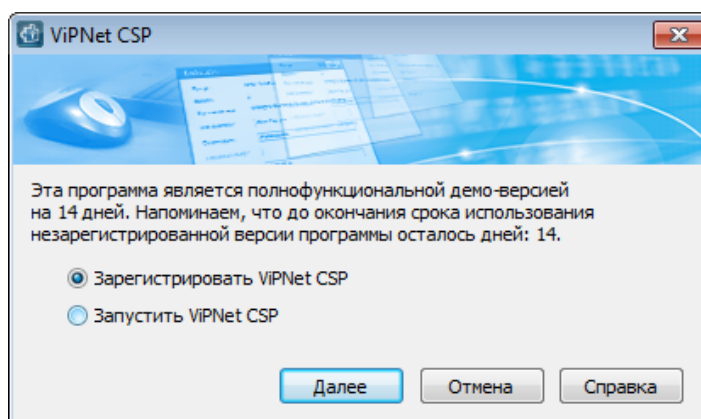 ViPNet CSP
Эта программа является полнофункциональной демо-версией
на 14 дней. Напоминаем, что до окончания срока использования
незарегистрированной версии программы осталось дней: 14.
Зарегистрировать ViPNet CSP
Запустить ViPNet CSP
Далее Отмена Справка